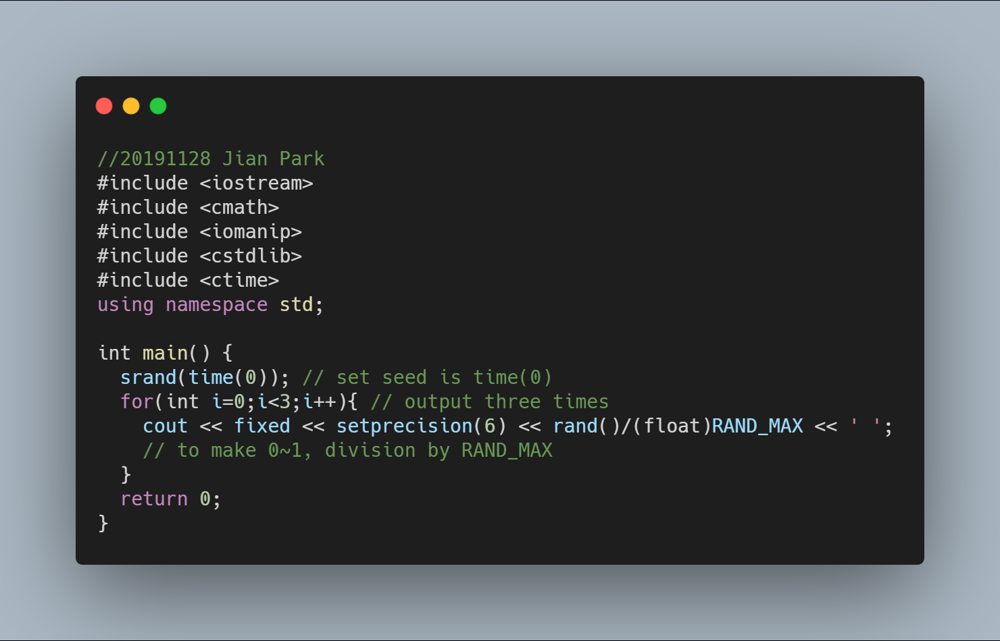 //20191128 Jian Park
#include <iostream>
#include <cmath>
#include <iomanip>
#include <cstdlib>
#include <ctime>
using namespace std;

int main() {
  srand(time(0)); // set seed is time(0)
  for(int i=0;i<3;i++){ // output three times
    cout << fixed << setprecision(6) << rand()/(float)RAND_MAX << ' ';
    // to make 0~1, division by RAND_MAX
  }
  return 0;
}